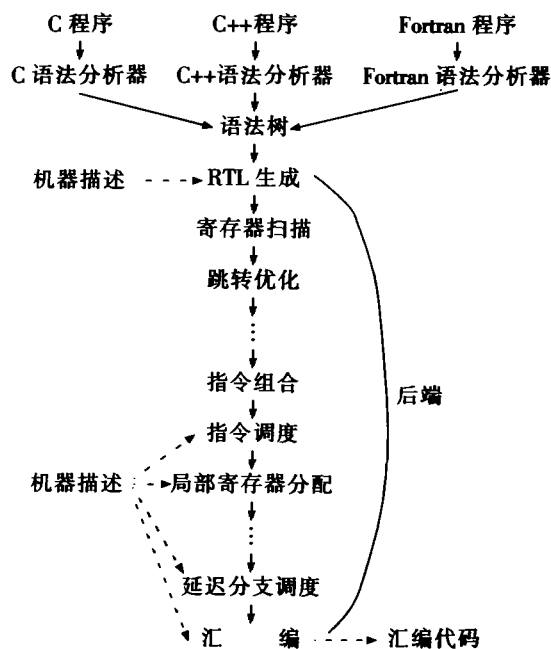 C 程序 C++程序 Fortran 程序
C 语法分析器 C++语法分析器 Fortran 语法分析器
语法树
机器描述 RTL 生成
寄存器扫描
跳转优化
指令组合
后端
指令调度
机器描述 局部寄存器分配
延迟分支调度
汇 编 汇编代码